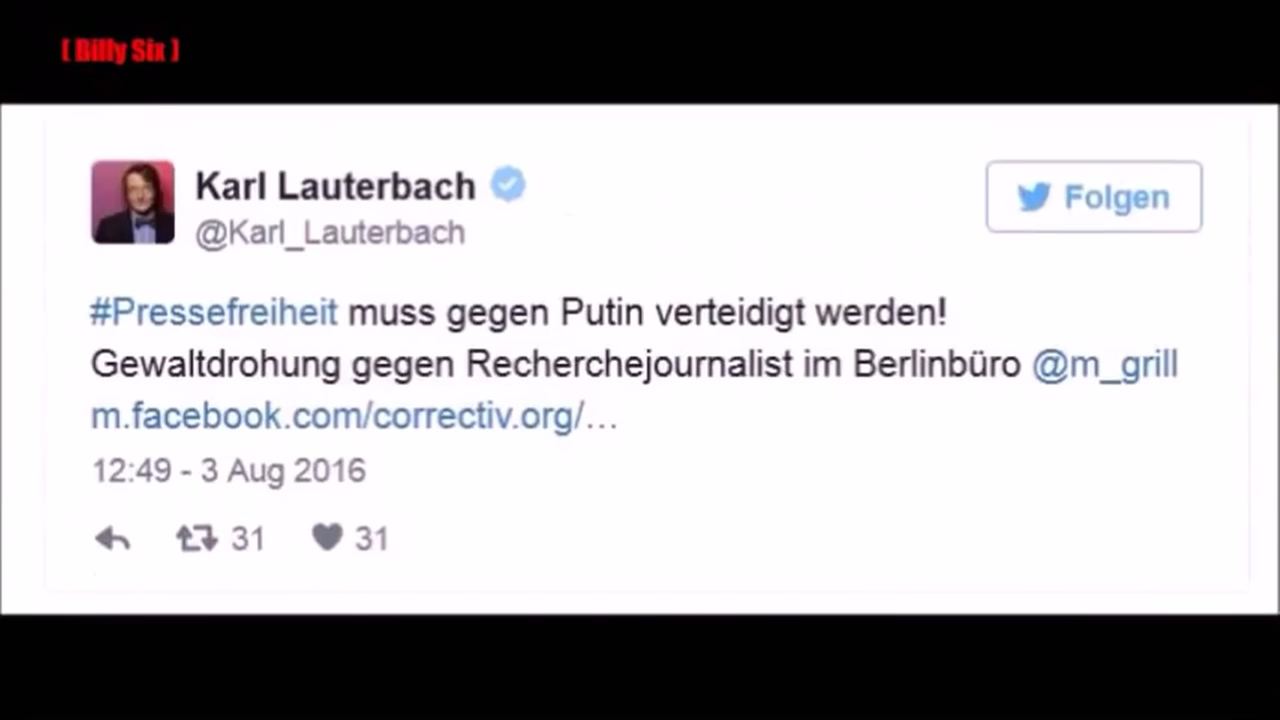 [ Billy Six ]
Karl Lauterbach
@Karl_Lauterbach
Folgen
#Pressefreiheit muss gegen Putin verteidigt werden!
Gewaltdrohung gegen Recherchejournalist im Berlinbüro @m_grill
m.facebook.com/correctiv.org/…
12:49 - 3 Aug 2016
31 31